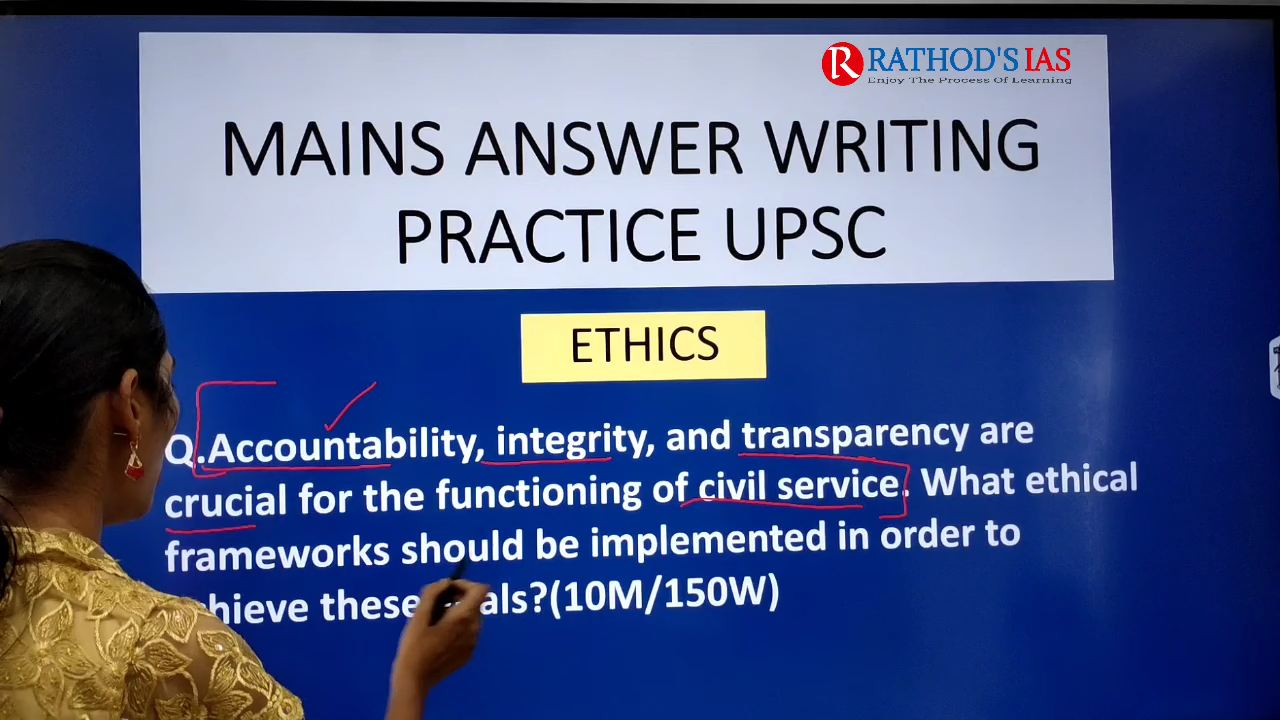 RATHOD'S IAS
Enjoy The Process Of Learning
MAINS ANSWER WRITING
PRACTICE UPSC
ETHICS
Q.Accountability, integrity, and transparency are
crucial for the functioning of civil service. What ethical
frameworks should be implemented in order to
these
(10M/150W)